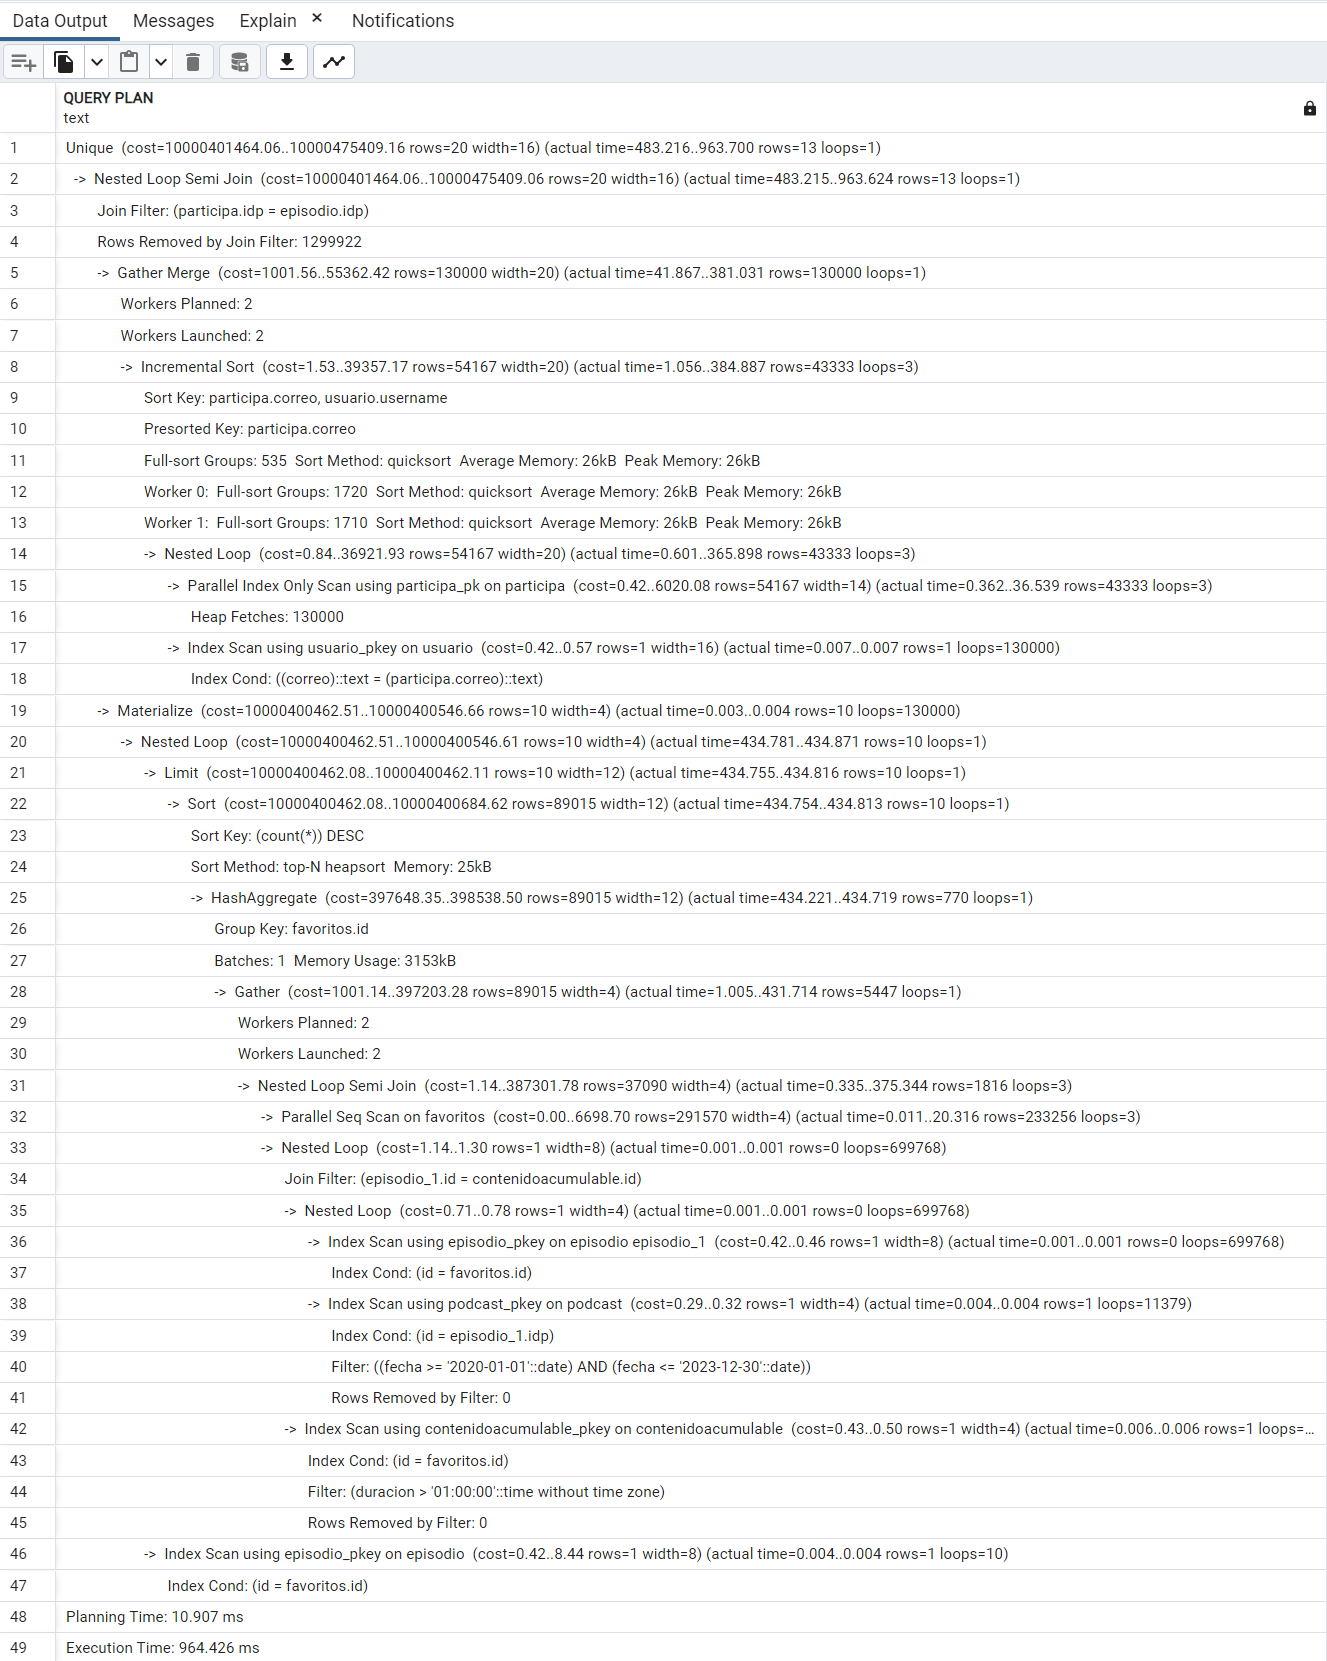 Data Output Messages Explain × Notifications
QUERY PLAN
text
1 Unique (cost=10000401464.06..10000475409.16 rows=20 width=16) (actual time=483.216..963.700 rows=13 loops=1)
2 -> Nested Loop Semi Join (cost=10000401464.06..10000475409.06 rows=20 width=16) (actual time=483.215..963.624 rows=13 loops=1)
3 Join Filter: (participa.idp = episodio.idp)
4 Rows Removed by Join Filter: 1299922
5 -> Gather Merge (cost=1001.56..55362.42 rows=130000 width=20) (actual time=41.867..381.031 rows=130000 loops=1)
6 Workers Planned: 2
7 Workers Launched: 2
8 -> Incremental Sort (cost=1.53..39357.17 rows=54167 width=20) (actual time=1.056..384.887 rows=43333 loops=3)
9 Sort Key: participa.correo, usuario.username
10 Presorted Key: participa.correo
11 Full-sort Groups: 535 Sort Method: quicksort Average Memory: 26kB Peak Memory: 26kB
12 Worker 0: Full-sort Groups: 1720 Sort Method: quicksort Average Memory: 26kB Peak Memory: 26kB
13 Worker 1: Full-sort Groups: 1710 Sort Method: quicksort Average Memory: 26kB Peak Memory: 26kB
14 -> Nested Loop (cost=0.84..36921.93 rows=54167 width=20) (actual time=0.601..365.898 rows=43333 loops=3)
15 -> Parallel Index Only Scan using participa_pk on participa (cost=0.42..6020.08 rows=54167 width=14) (actual time=0.362..36.539 rows=43333 loops=3)
16 Heap Fetches: 130000
17 -> Index Scan using usuario_pkey on usuario (cost=0.42..0.57 rows=1 width=16) (actual time=0.007..0.007 rows=1 loops=130000)
18 Index Cond: ((correo)::text = (participa.correo)::text)
19 -> Materialize (cost=10000400462.51..10000400546.66 rows=10 width=4) (actual time=0.003..0.004 rows=10 loops=130000)
20 -> Nested Loop (cost=10000400462.51..10000400546.61 rows=10 width=4) (actual time=434.781..434.871 rows=10 loops=1)
21 -> Limit (cost=10000400462.08..10000400462.11 rows=10 width=12) (actual time=434.755..434.816 rows=10 loops=1)
22 -> Sort (cost=10000400462.08..10000400684.62 rows=89015 width=12) (actual time=434.754..434.813 rows=10 loops=1)
23 Sort Key: (count(*)) DESC
24 Sort Method: top-N heapsort Memory: 25kB
25 -> HashAggregate (cost=397648.35..398538.50 rows=89015 width=12) (actual time=434.221..434.719 rows=770 loops=1)
26 Group Key: favoritos.id
27 Batches: 1 Memory Usage: 3153kB
28 -> Gather (cost=1001.14..397203.28 rows=89015 width=4) (actual time=1.005..431.714 rows=5447 loops=1)
29 Workers Planned: 2
30 Workers Launched: 2
31 -> Nested Loop Semi Join (cost=1.14..387301.78 rows=37090 width=4) (actual time=0.335..375.344 rows=1816 loops=3)
32 -> Parallel Seq Scan on favoritos (cost=0.00..6698.70 rows=291570 width=4) (actual time=0.011..20.316 rows=233256 loops=3)
33 -> Nested Loop (cost=1.14..1.30 rows=1 width=8) (actual time=0.001..0.001 rows=0 loops=699768)
34 Join Filter: (episodio_1.id = contenidoacumulable.id)
35 -> Nested Loop (cost=0.71..0.78 rows=1 width=4) (actual time=0.001..0.001 rows=0 loops=699768)
36 -> Index Scan using episodio_pkey on episodio episodio_1 (cost=0.42..0.46 rows=1 width=8) (actual time=0.001..0.001 rows=0 loops=699768)
37 Index Cond: (id = favoritos.id)
38 -> Index Scan using podcast_pkey on podcast (cost=0.29..0.32 rows=1 width=4) (actual time=0.004..0.004 rows=1 loops=11379)
39 Index Cond: (id = episodio_1.idp)
40 Filter: ((fecha >= '2020-01-01'::date) AND (fecha <= '2023-12-30'::date))
41 Rows Removed by Filter: 0
42 -> Index Scan using contenidoacumulable_pkey on contenidoacumulable (cost=0.43..0.50 rows=1 width=4) (actual time=0.006..0.006 rows=1 loops=...
43 Index Cond: (id = favoritos.id)
44 Filter: (duracion > '01:00:00'::time without time zone)
45 Rows Removed by Filter: 0
46 -> Index Scan using episodio_pkey on episodio (cost=0.42..8.44 rows=1 width=8) (actual time=0.004..0.004 rows=1 loops=10)
47 Index Cond: (id = favoritos.id)
48 Planning Time: 10.907 ms
49 Execution Time: 964.426 ms